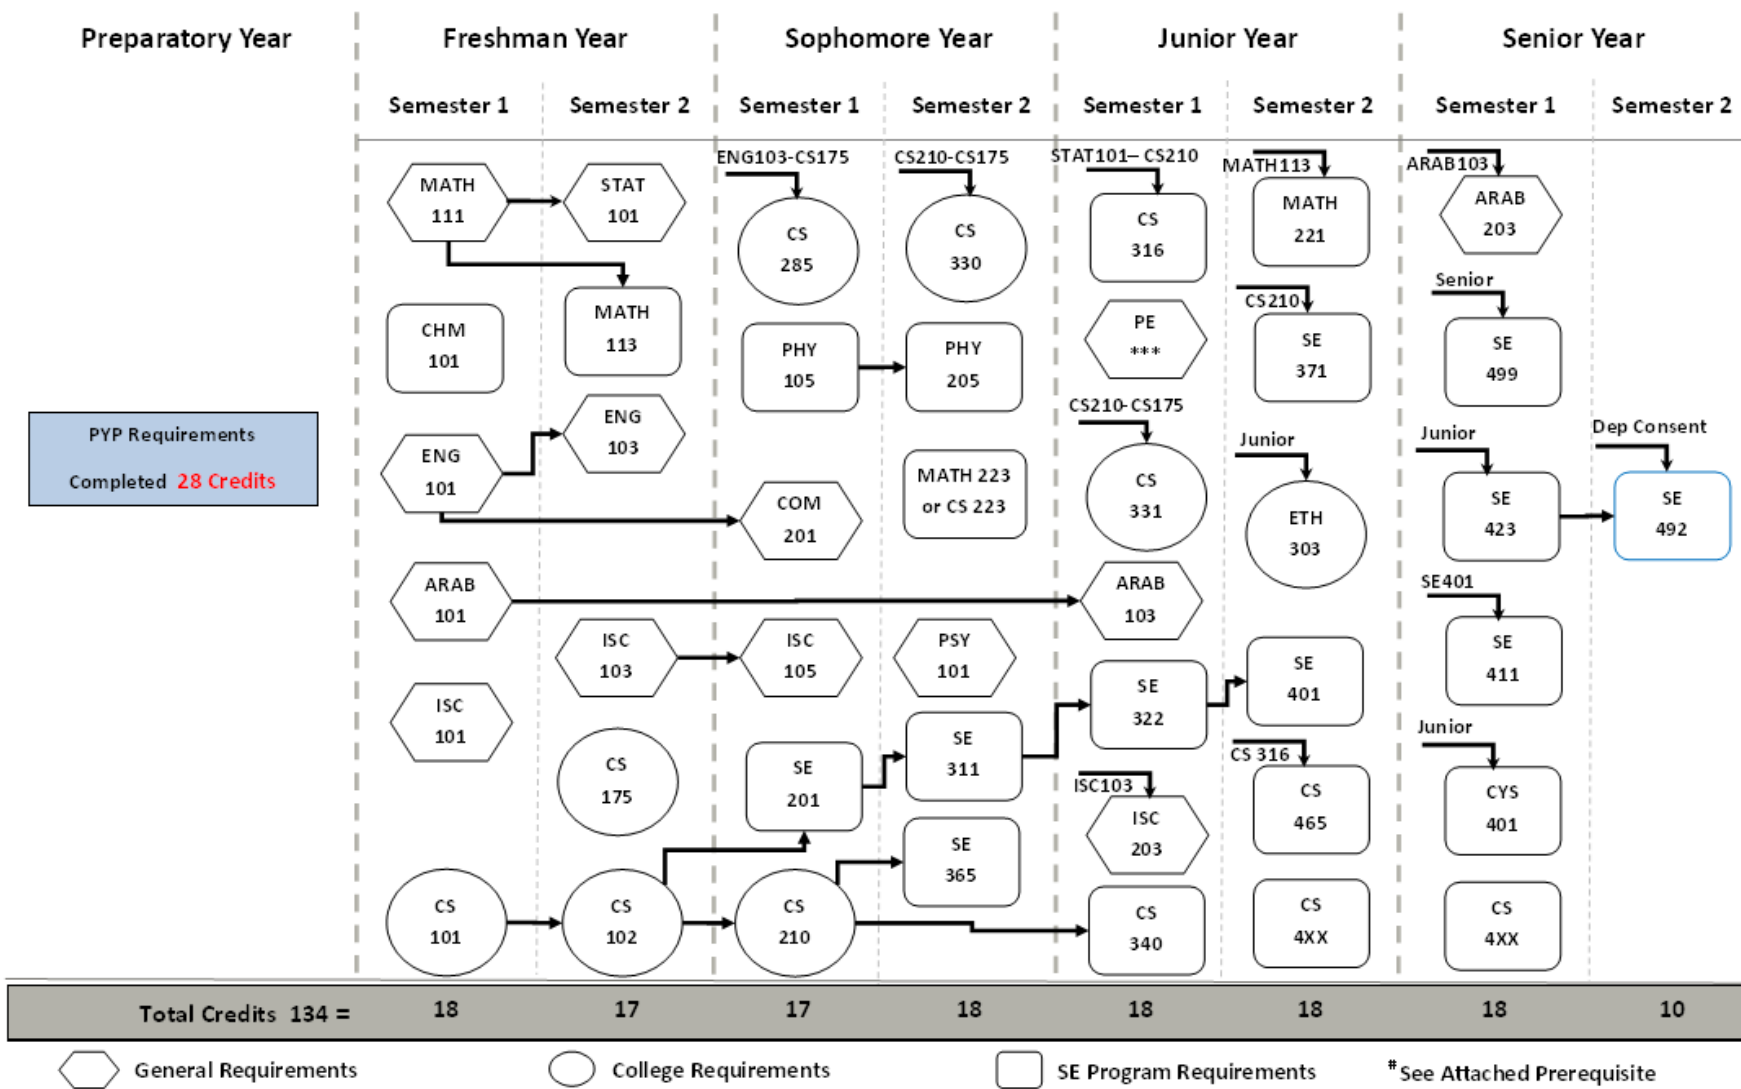 Preparatory Year
Freshman Year
Sophomore Year
Junior Year
Senior Year
Semester 1
Semester 2
Semester 1
Semester 2
Semester 1
Semester 2
Semester 1
Semester 2
PYP Requirements
Completed 28 Credits
MATH
111
CHM
101
ENG
101
ARAB
101
ISC
101
CS
101
STAT
101
MATH
113
ENG
103
ISC
103
CS
175
CS
102
ENG103-CS175
CS
285
PHY
105
COM
201
ISC
105
SE
201
CS
210
CS210-CS175
CS
330
PHY
205
MATH 223
or CS 223
PSY
101
SE
311
SE
365
STAT101– CS210
CS
316
PE
***
CS210-CS175
CS
331
ARAB
103
SE
322
ISC103
ISC
203
CS
340
MATH113
MATH
221
CS210
SE
371
Junior
ETH
303
SE
401
CS 316
CS
465
CS
4XX
ARAB103
ARAB
203
Senior
SE
499
Junior
SE
423
SE401
SE
411
Junior
CYS
401
CS
4XX
Dep Consent
SE
492
Total Credits 134 =
18
17
17
18
18
18
18
10
General Requirements
College Requirements
SE Program Requirements
#See Attached Prerequisite